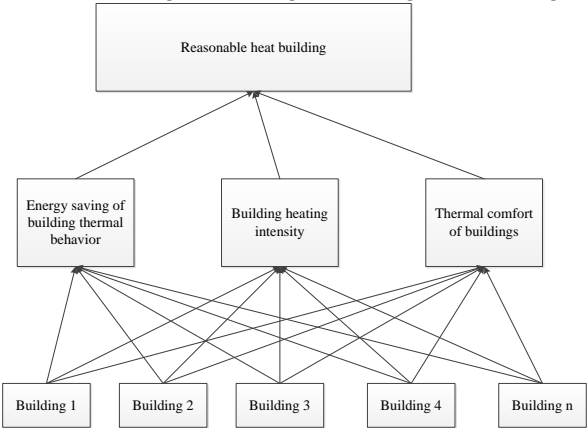 Reasonable heat building
Energy saving of
building thermal
behavior
Building heating
intensity
Thermal comfort
of buildings
Building 1
Building 2
Building 3
Building 4
Building n